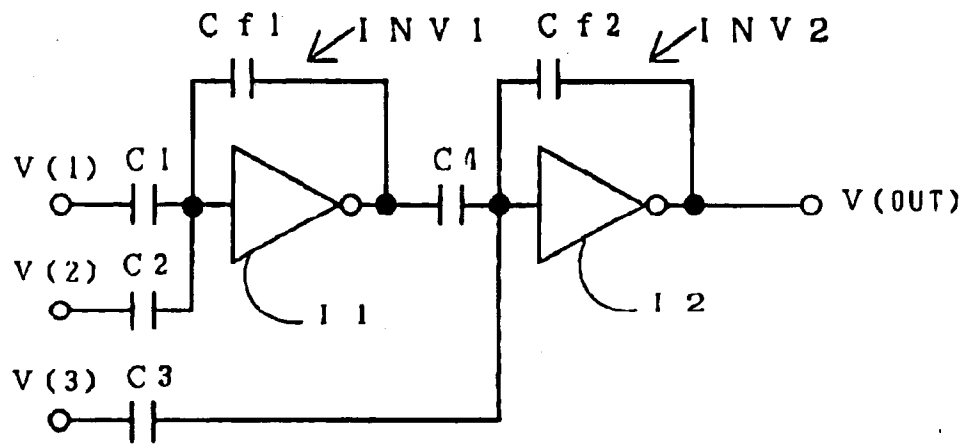 Cf1 INV1 Cf2 INV2
V(1) C1 C4 V(OUT)
V(2) C2
I1 I2
V(3) C3